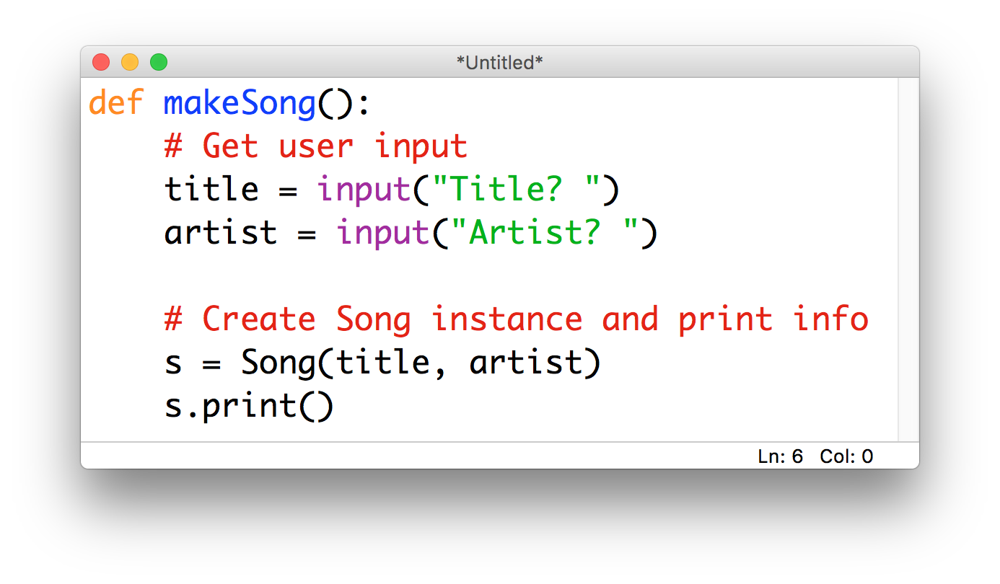 *Untitled*
def makeSong():
    # Get user input
    title = input("Title? ")
    artist = input("Artist? ")
    # Create Song instance and print info
    s = Song(title, artist)
    s.print()
Ln: 6 Col: 0